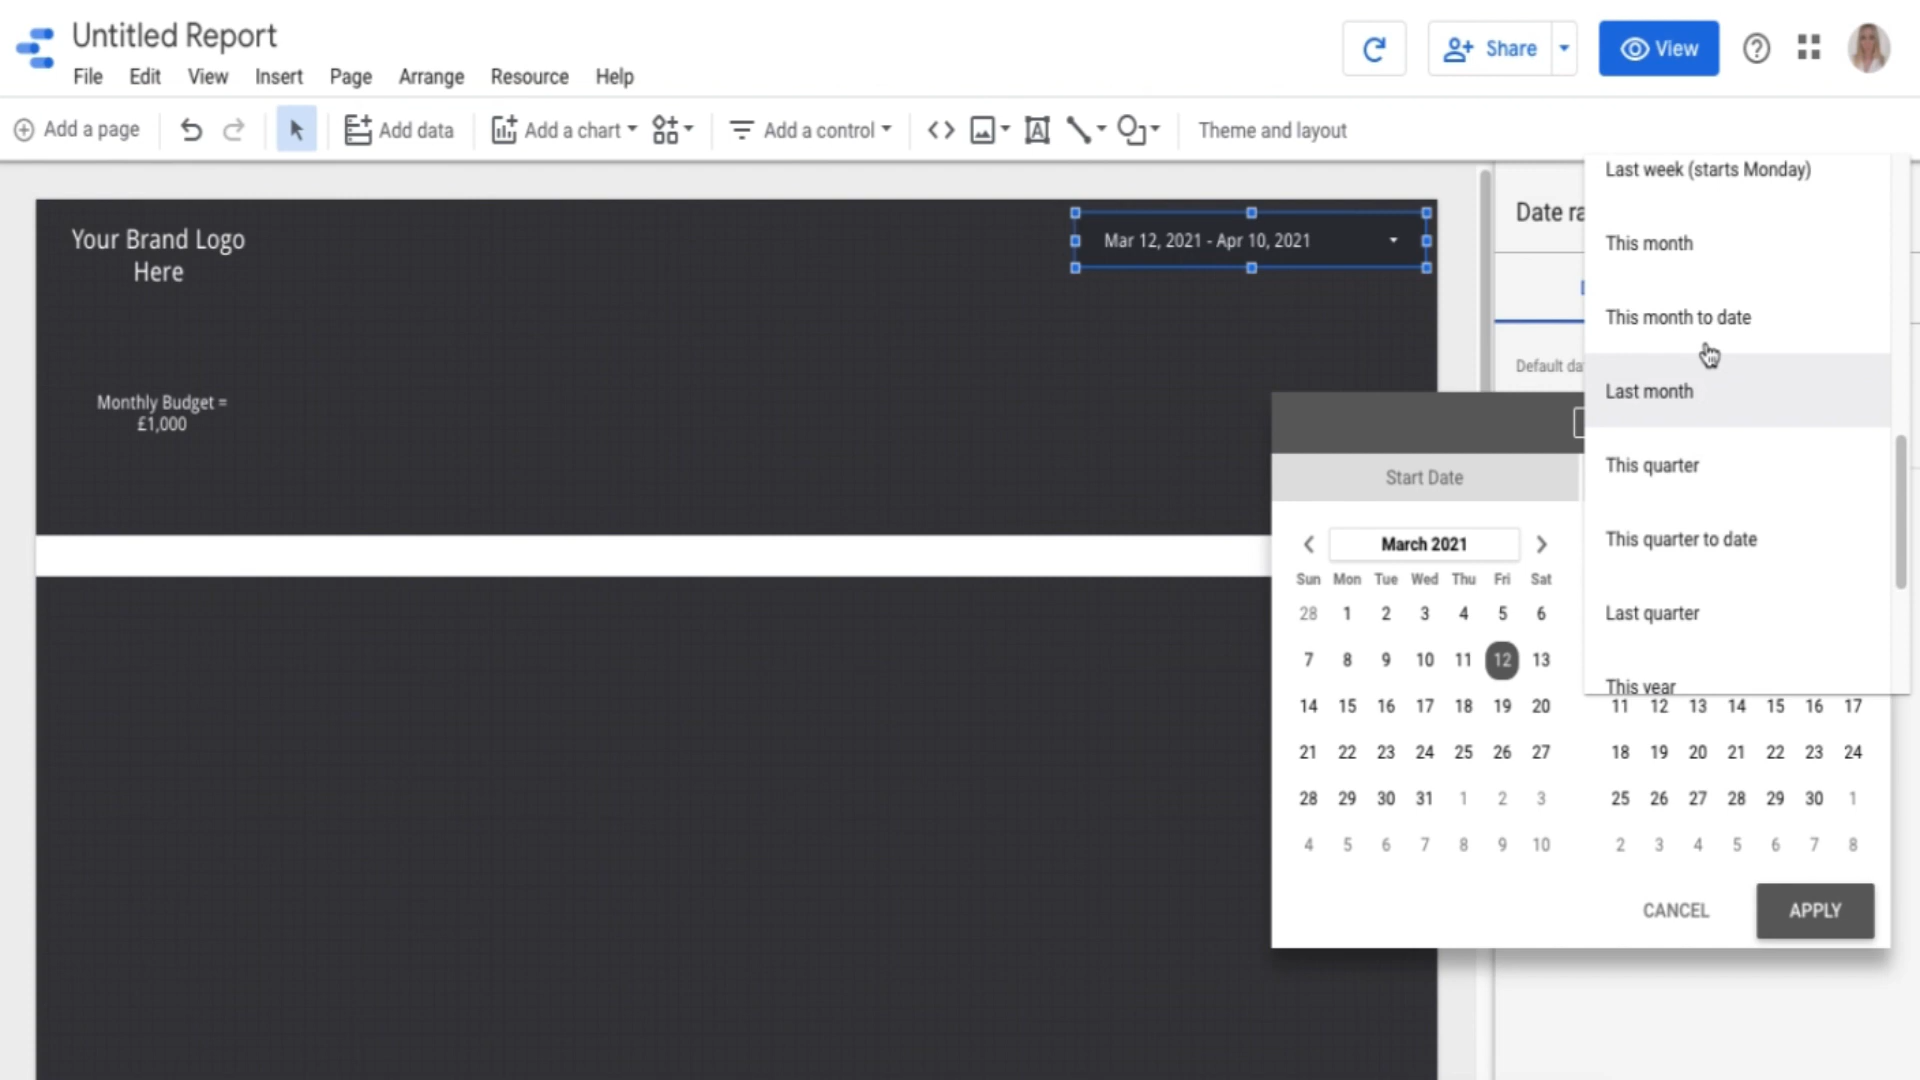 Untitled Report
File Edit View Insert Page Arrange Resource Help
Share
View
Add a page
Add data
Add a chart
Add a control
Theme and layout
Your Brand Logo
Here
Mar 12, 2021 - Apr 10, 2021
Monthly Budget =
£1,000
Date
Default
Last week (starts Monday)
This month
This month to date
Last month
This quarter
This quarter to date
Last quarter
This year
Start Date
March 2021
Sun Mon Tue Wed Thu Fri Sat
28 1 2 3 4 5 6
7 8 9 10 11 12 13
14 15 16 17 18 19 20
21 22 23 24 25 26 27
28 29 30 31 1 2 3
4 5 6 7 8 9 10
11 12 13 14 15 16 17
18 19 20 21 22 23 24
25 26 27 28 29 30 1
2 3 4 5 6 7 8
CANCEL APPLY